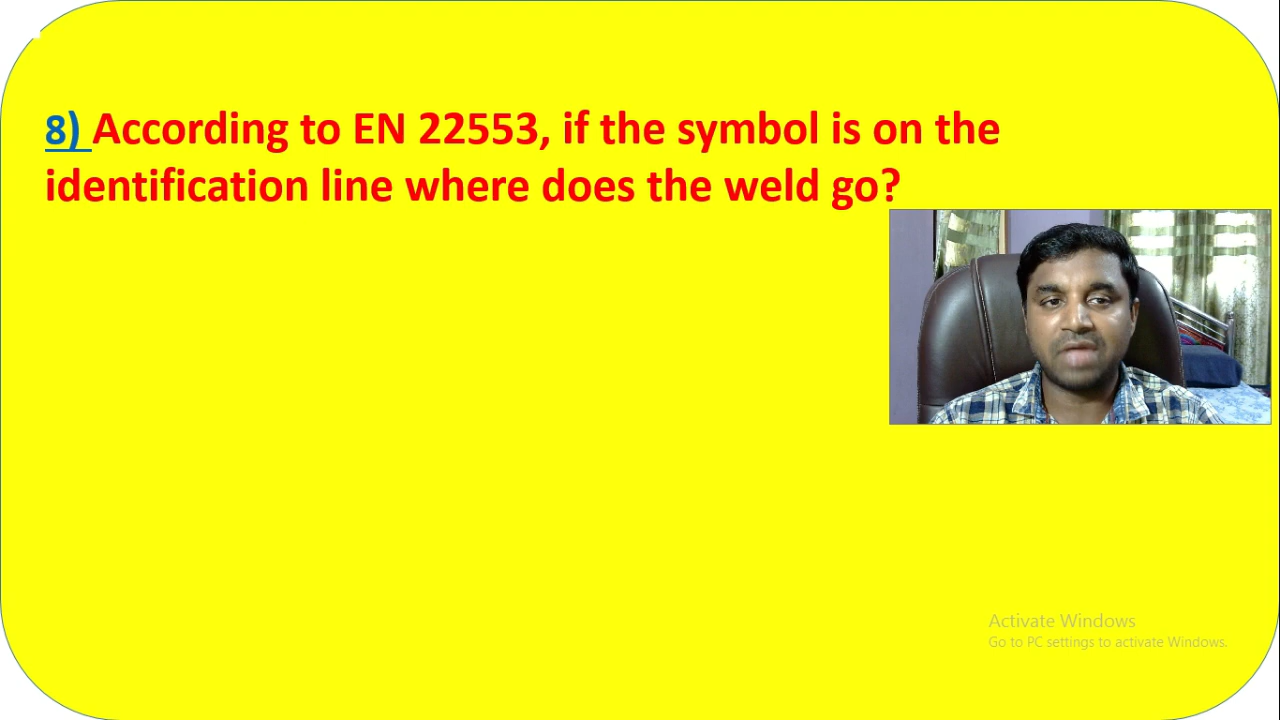 8) According to EN 22553, if the symbol is on the
identification line where does the weld go?
Activate Windows
Go to PC settings to activate Windows.